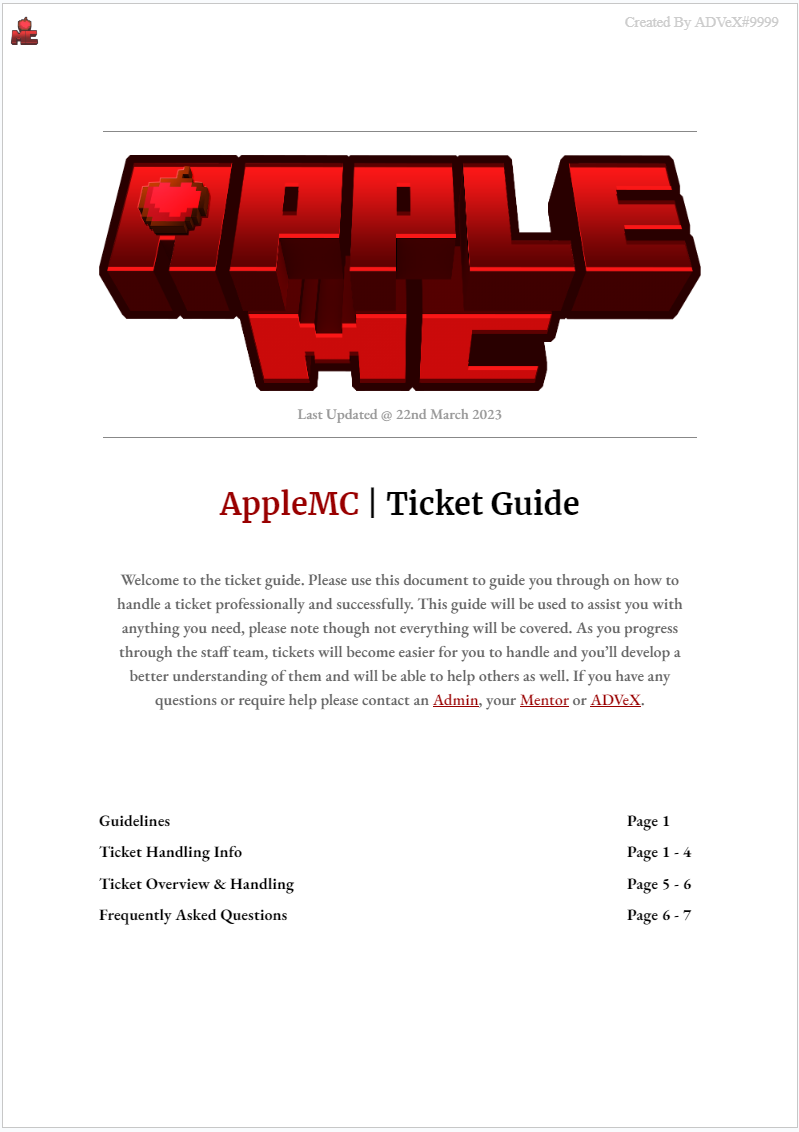 MC
Created By ADVeX#9999
APPLE
MC
Last Updated @ 22nd March 2023
AppleMC | Ticket Guide
Welcome to the ticket guide. Please use this document to guide you through on how to
handle a ticket professionally and successfully. This guide will be used to assist you with
anything you need, please note though not everything will be covered. As you progress
through the staff team, tickets will become easier for you to handle and you’ll develop a
better understanding of them and will be able to help others as well. If you have any
questions or require help please contact an Admin, your Mentor or ADVeX.
Guidelines Page 1
Ticket Handling Info Page 1 - 4
Ticket Overview & Handling Page 5 - 6
Frequently Asked Questions Page 6 - 7